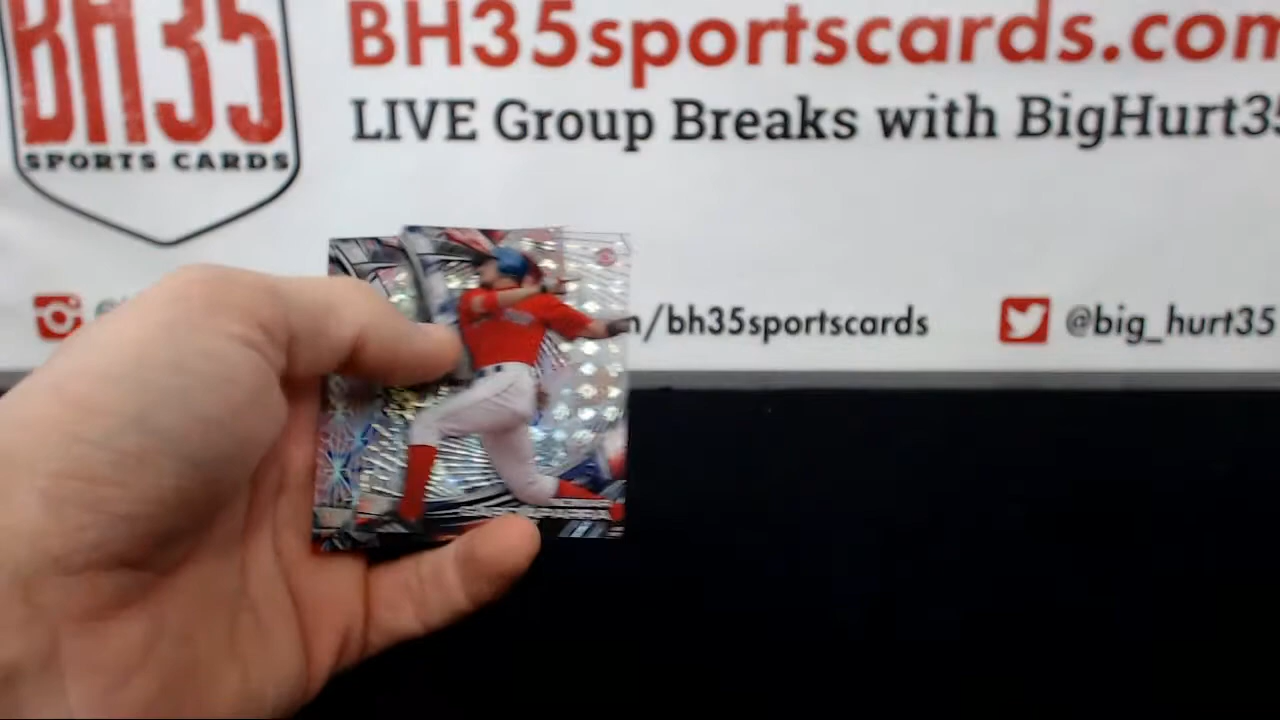 BH35
SPORTS CARDS
BH35sportscards.com
LIVE Group Breaks with BigHurt35
/bh35sportscards
@big_hurt35